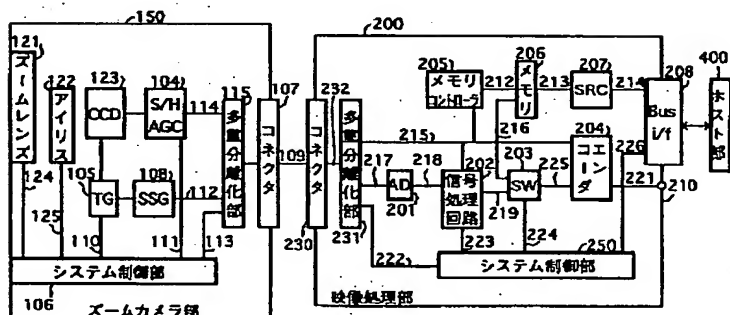 150
121
ズームレンズ
122
アイリス
123
CCD
104
S/H
AGC
114
115
多重分離化部
107
コネクタ
109
124
125
105
TG
108
SSG
112
110
111
113
システム制御部
106
ズームカメラ部
200
230
コネクタ
232
231
多重分離化部
205
メモリ
コントローラ
212
206
メモリ
213
207
SRC
214
208
Bus
i/f
400
ホスト部
215
216
217
AD
201
218
202
信号
処理
回路
219
203
SW
225
204
エンコーダ
226
221
210
222
223
224
250
システム制御部
映像処理部